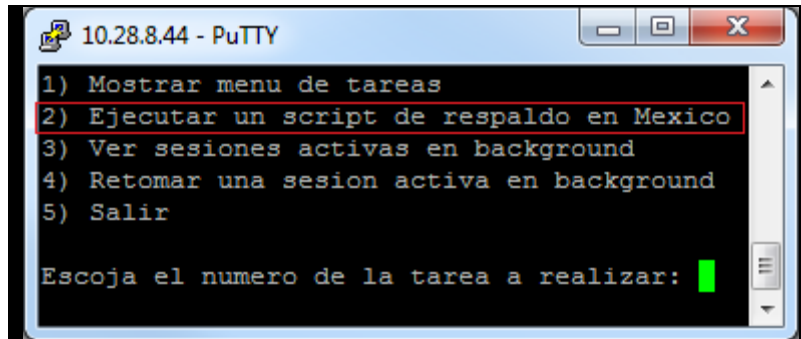 10.28.8.44 - PuTTY
1) Mostrar menu de tareas
2) Ejecutar un script de respaldo en Mexico
3) Ver sesiones activas en background
4) Retomar una sesion activa en background
5) Salir
Escoja el numero de la tarea a realizar: